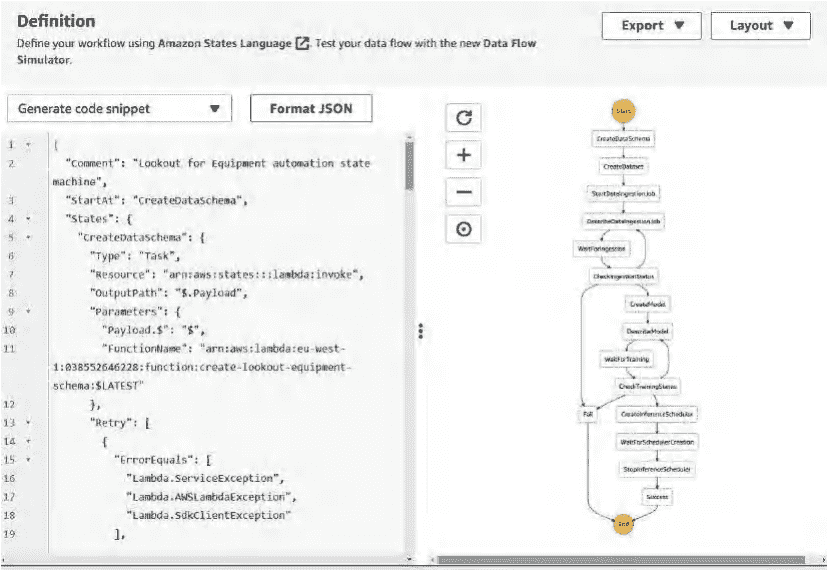 Definition
Define your workflow using Amazon States Language. Test your data flow with the new Data Flow
Simulator.
Export
Layout
Generate code snippet
Format JSON
1 {
2 "Comment": "Lookout for Equipment automation state
machine",
3 "StartAt": "CreateDataSchema",
4 "States": {
5 "CreateDataSchema": {
6 "Type": "Task",
7 "Resource": "arn:aws:states:::lambda:invoke",
8 "OutputPath": "$.Payload",
9 "Parameters": {
10 "Payload.$": "$",
11 "FunctionName": "arn:aws:lambda:eu-west-
1:038552646228:function:create-lookout-equipment-
schema:$LATEST"
12 },
13 "Retry": [
14 {
15 "ErrorEquals": [
16 "Lambda.ServiceException",
17 "Lambda.AWSLambdaException",
18 "Lambda.SdkClientException"
19 ],
Start
CreateDataSchema
CreateDataset
StartDataIngestionJob
DescribeDataIngestionJob
WaitForIngestion
CheckIngestionStatus
CreateModel
DescribeModel
WaitForTraining
CheckTrainingStatus
Fail
CreateInferenceScheduler
WaitForSchedulerCreation
StopInferenceScheduler
Success
End